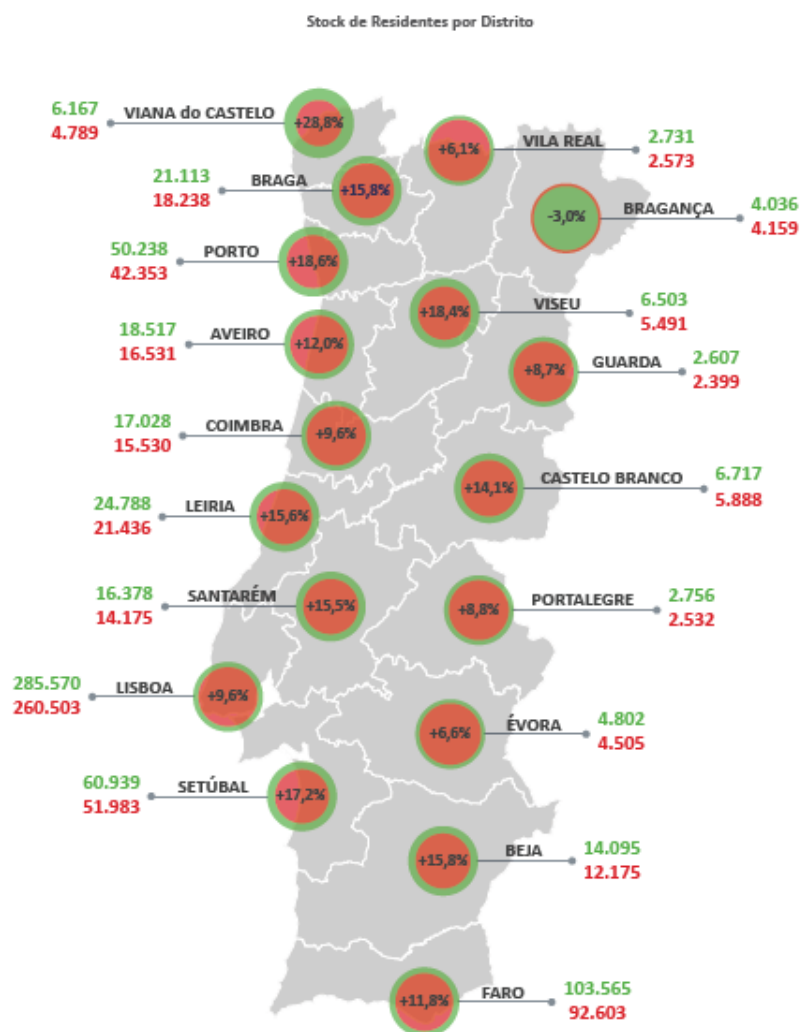 Stock de Residentes por Distrito
6.167
4.789
VIANA do CASTELO
+28,8%
+6,1%
VILA REAL
2.731
2.573
21.113
18.238
BRAGA
+15,8%
-3,0%
BRAGANÇA
4.036
4.159
50.238
42.353
PORTO
+18,6%
+18,4%
VISEU
6.503
5.491
18.517
16.531
AVEIRO
+12,0%
+8,7%
GUARDA
2.607
2.399
17.028
15.530
COIMBRA
+9,6%
+14,1%
CASTELO BRANCO
6.717
5.888
24.788
21.436
LEIRIA
+15,6%
16.378
14.175
SANTARÉM
+15,5%
+8,8%
PORTALEGRE
2.756
2.532
285.570
260.503
LISBOA
+9,6%
+6,6%
ÉVORA
4.802
4.505
60.939
51.983
SETÚBAL
+17,2%
+15,8%
BEJA
14.095
12.175
+11,8%
FARO
103.565
92.603